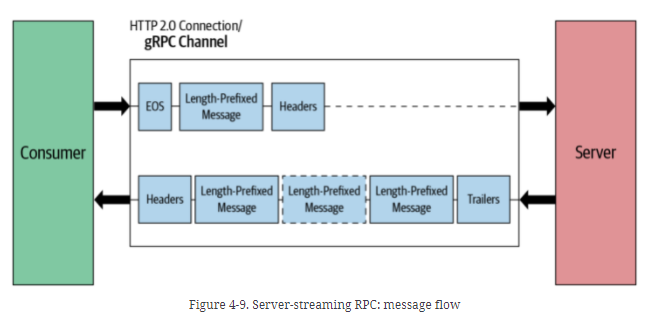 HTTP 2.0 Connection/
gRPC Channel
Consumer
EOS
Length-Prefixed
Message
Headers
Server
Headers
Length-Prefixed
Message
Length-Prefixed
Message
Length-Prefixed
Message
Trailers
Figure 4-9. Server-streaming RPC: message flow